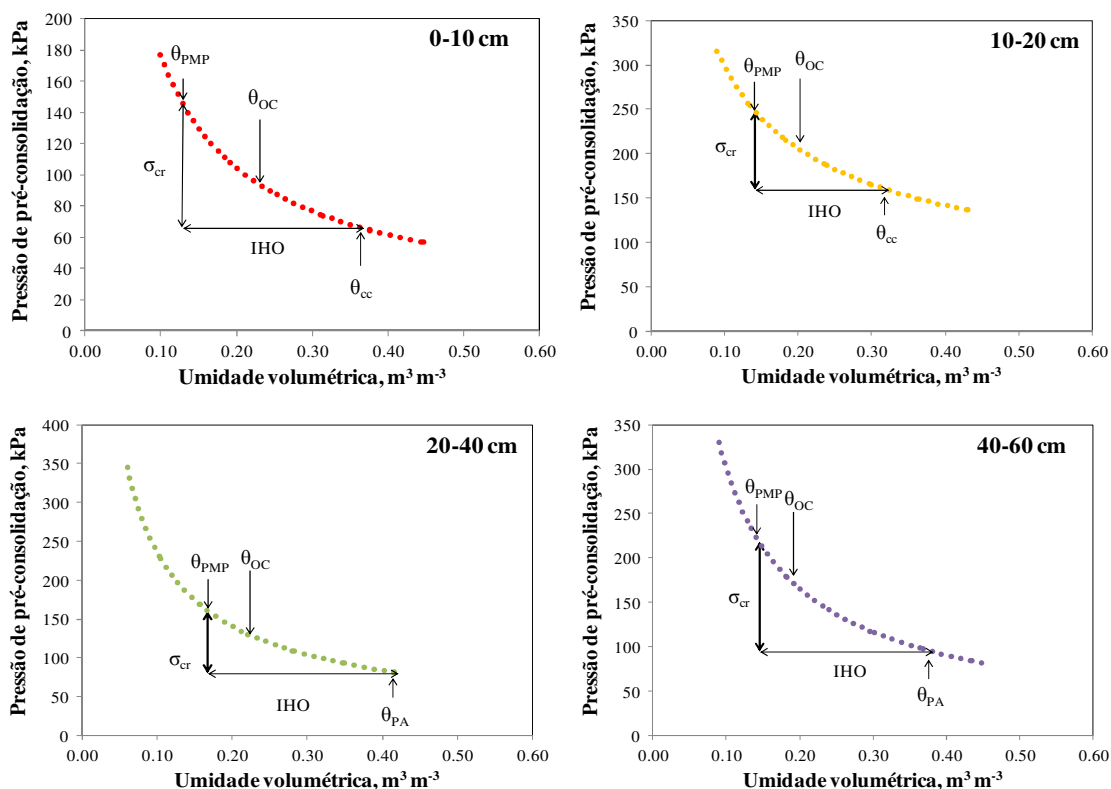 Pressão de pré-consolidação, kPa
200
180
160
140
120
100
80
60
40
20
0
0-10 cm
θPMP
θOC
σcr
IHO
θcc
0.00 0.10 0.20 0.30 0.40 0.50 0.60
Umidade volumétrica, m³ m⁻³
Pressão de pré-consolidação, kPa
350
300
250
200
150
100
50
0
10-20 cm
θPMP
θOC
σcr
IHO
θcc
0.00 0.10 0.20 0.30 0.40 0.50 0.60
Umidade volumétrica, m³ m⁻³
Pressão de pré-consolidação, kPa
400
350
300
250
200
150
100
50
0
20-40 cm
θPMP
θOC
σcr
IHO
θPA
0.00 0.10 0.20 0.30 0.40 0.50 0.60
Umidade volumétrica, m³ m⁻³
Pressão de pré-consolidação, kPa
350
300
250
200
150
100
50
0
40-60 cm
θPMP
θOC
σcr
IHO
θPA
0.00 0.10 0.20 0.30 0.40 0.50 0.60
Umidade volumétrica, m³ m⁻³